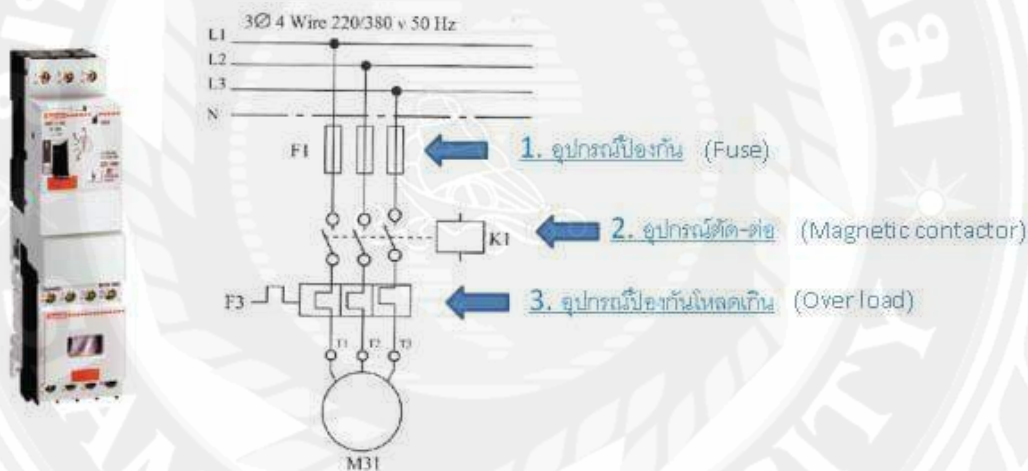 3Ø 4 Wire 220/380 v 50 Hz
L1
L2
L3
N
F1
1. อุปกรณ์ป้องกัน (Fuse)
K1
2. อุปกรณ์ตัด-ต่อ (Magnetic contactor)
F3
3. อุปกรณ์ป้องกันโหลดเกิน (Over load)
T1 T2 T3
M31